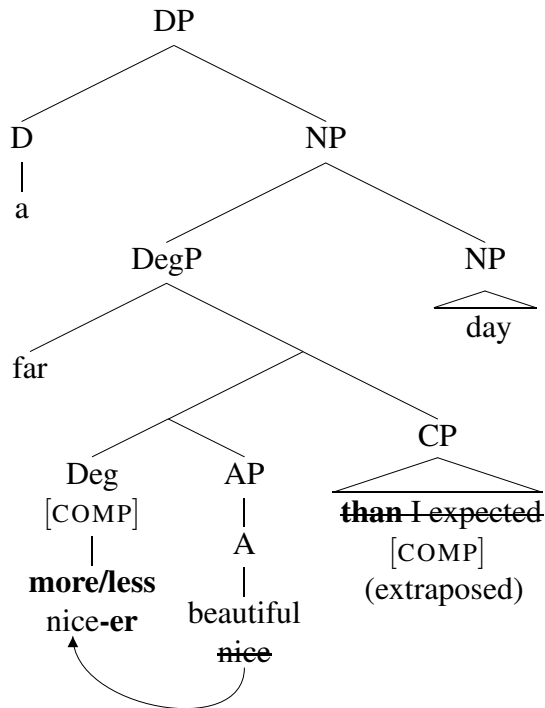 DP
D NP
a
DegP NP
day
far
CP
Deg AP
than I expected
[COMP]
A
[COMP]
more/less
(extraposed)
nice-er
beautiful
nice